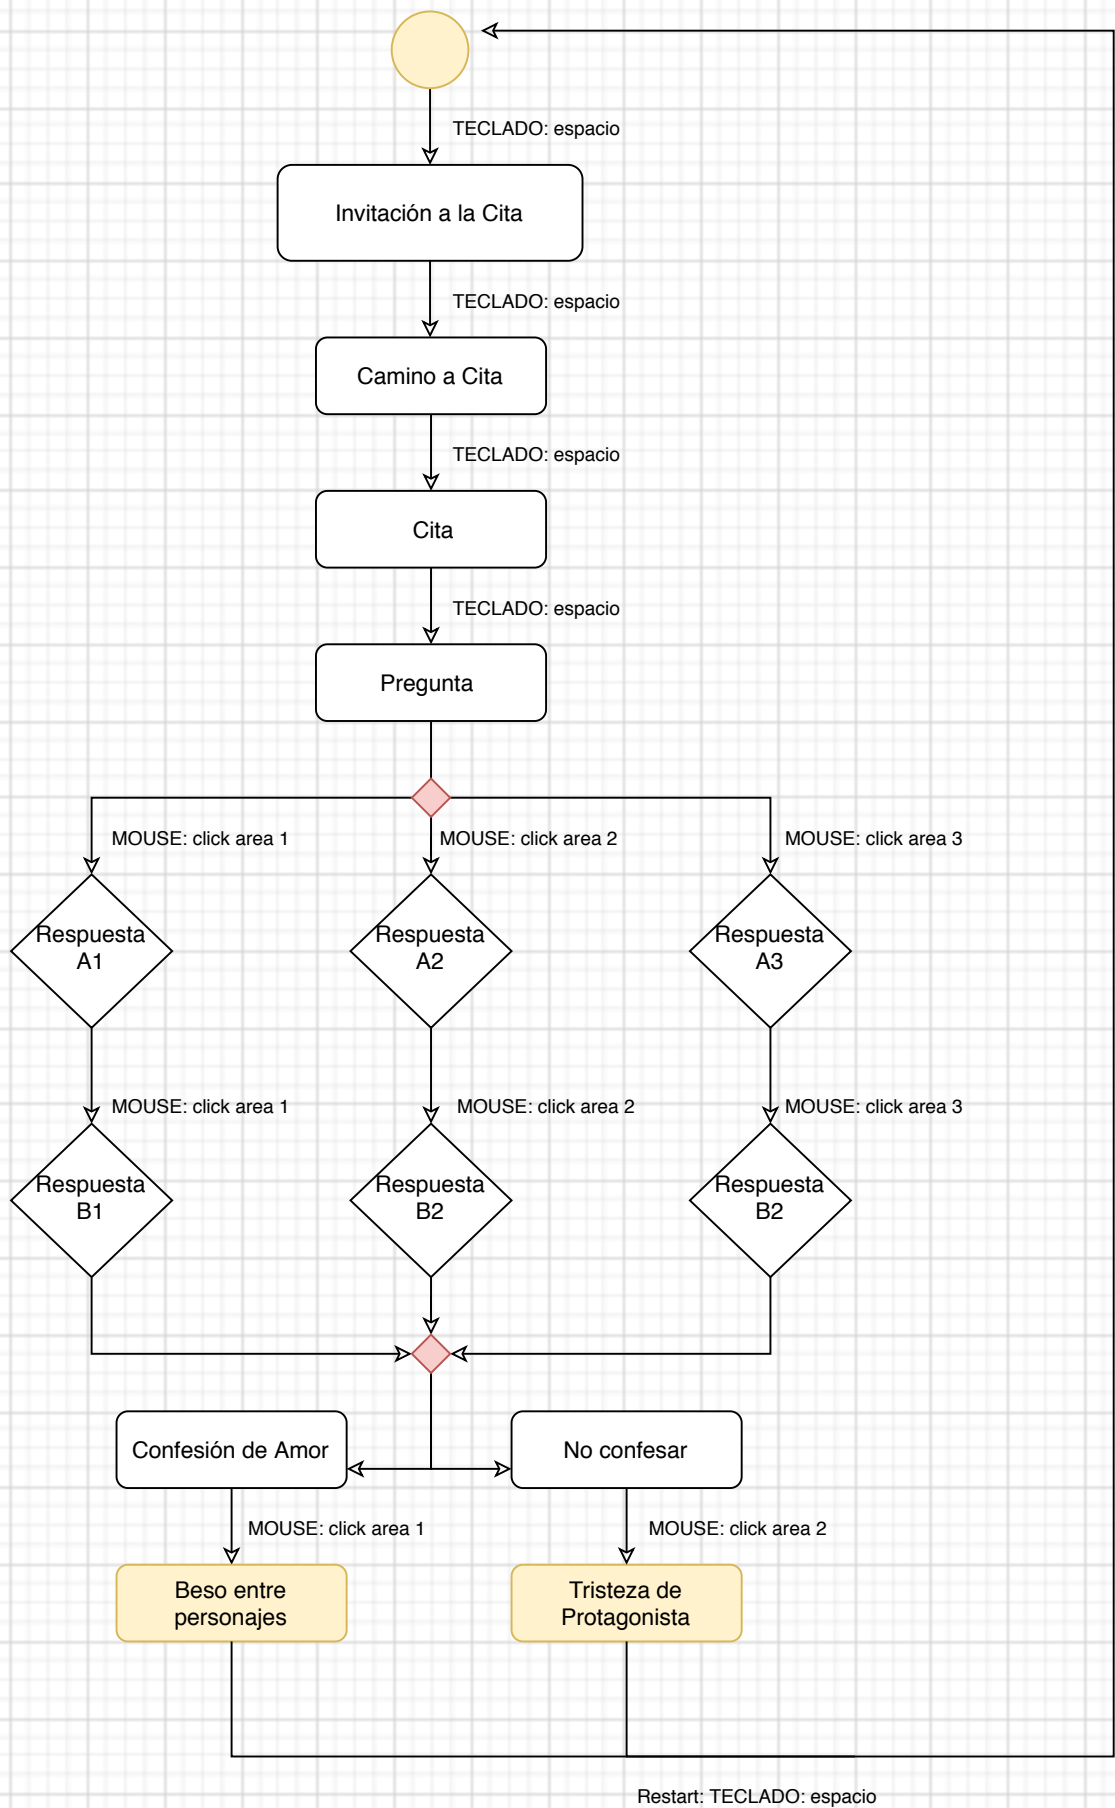 TECLADO: espacio
Invitación a la Cita
TECLADO: espacio
Camino a Cita
TECLADO: espacio
Cita
TECLADO: espacio
Pregunta
MOUSE: click area 1
MOUSE: click area 2
MOUSE: click area 3
Respuesta
A1
Respuesta
A2
Respuesta
A3
MOUSE: click area 1
MOUSE: click area 2
MOUSE: click area 3
Respuesta
B1
Respuesta
B2
Respuesta
B2
Confesión de Amor
No confesar
MOUSE: click area 1
MOUSE: click area 2
Beso entre
personajes
Tristeza de
Protagonista
Restart: TECLADO: espacio